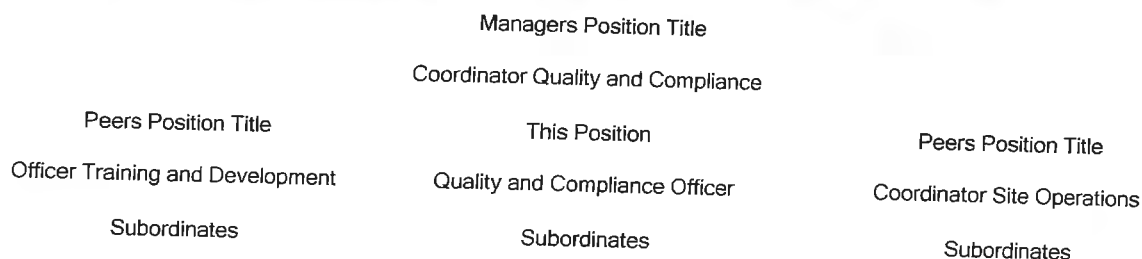 Managers Position Title
Coordinator Quality and Compliance
Peers Position Title
Officer Training and Development
Subordinates
This Position
Quality and Compliance Officer
Subordinates
Peers Position Title
Coordinator Site Operations
Subordinates